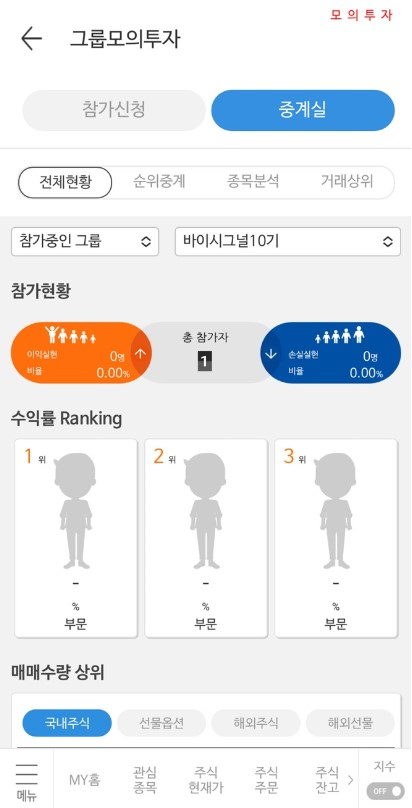 모 의 투 자
그룹모의투자
참가신청 중계실
전체현황 순위중계 종목분석 거래상위
참가중인 그룹 바이시그널10기
참가현황
이익실현 0명
비율 0.00%
총 참가자
1
손실실현 0명
비율 0.00%
수익률 Ranking
1 위 2 위 3 위
- - -
% % %
부문 부문 부문
매매수량 상위
국내주식 선물옵션 해외주식 해외선물
메뉴
MY홈
관심
종목
주식
현재가
주식
주문
주식
잔고
지수
OFF